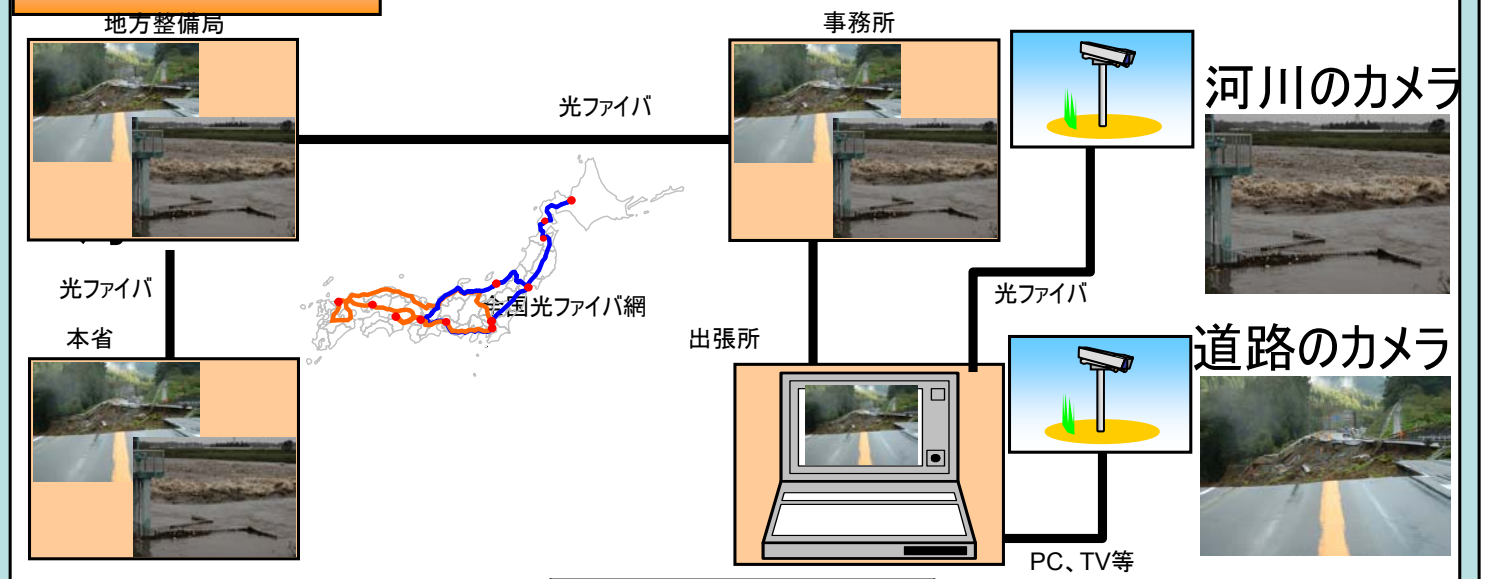 地方整備局
事務所
光ファイバ
河川のカメラ
全国光ファイバ網
光ファイバ
光ファイバ
本省
出張所
道路のカメラ
PC、TV等